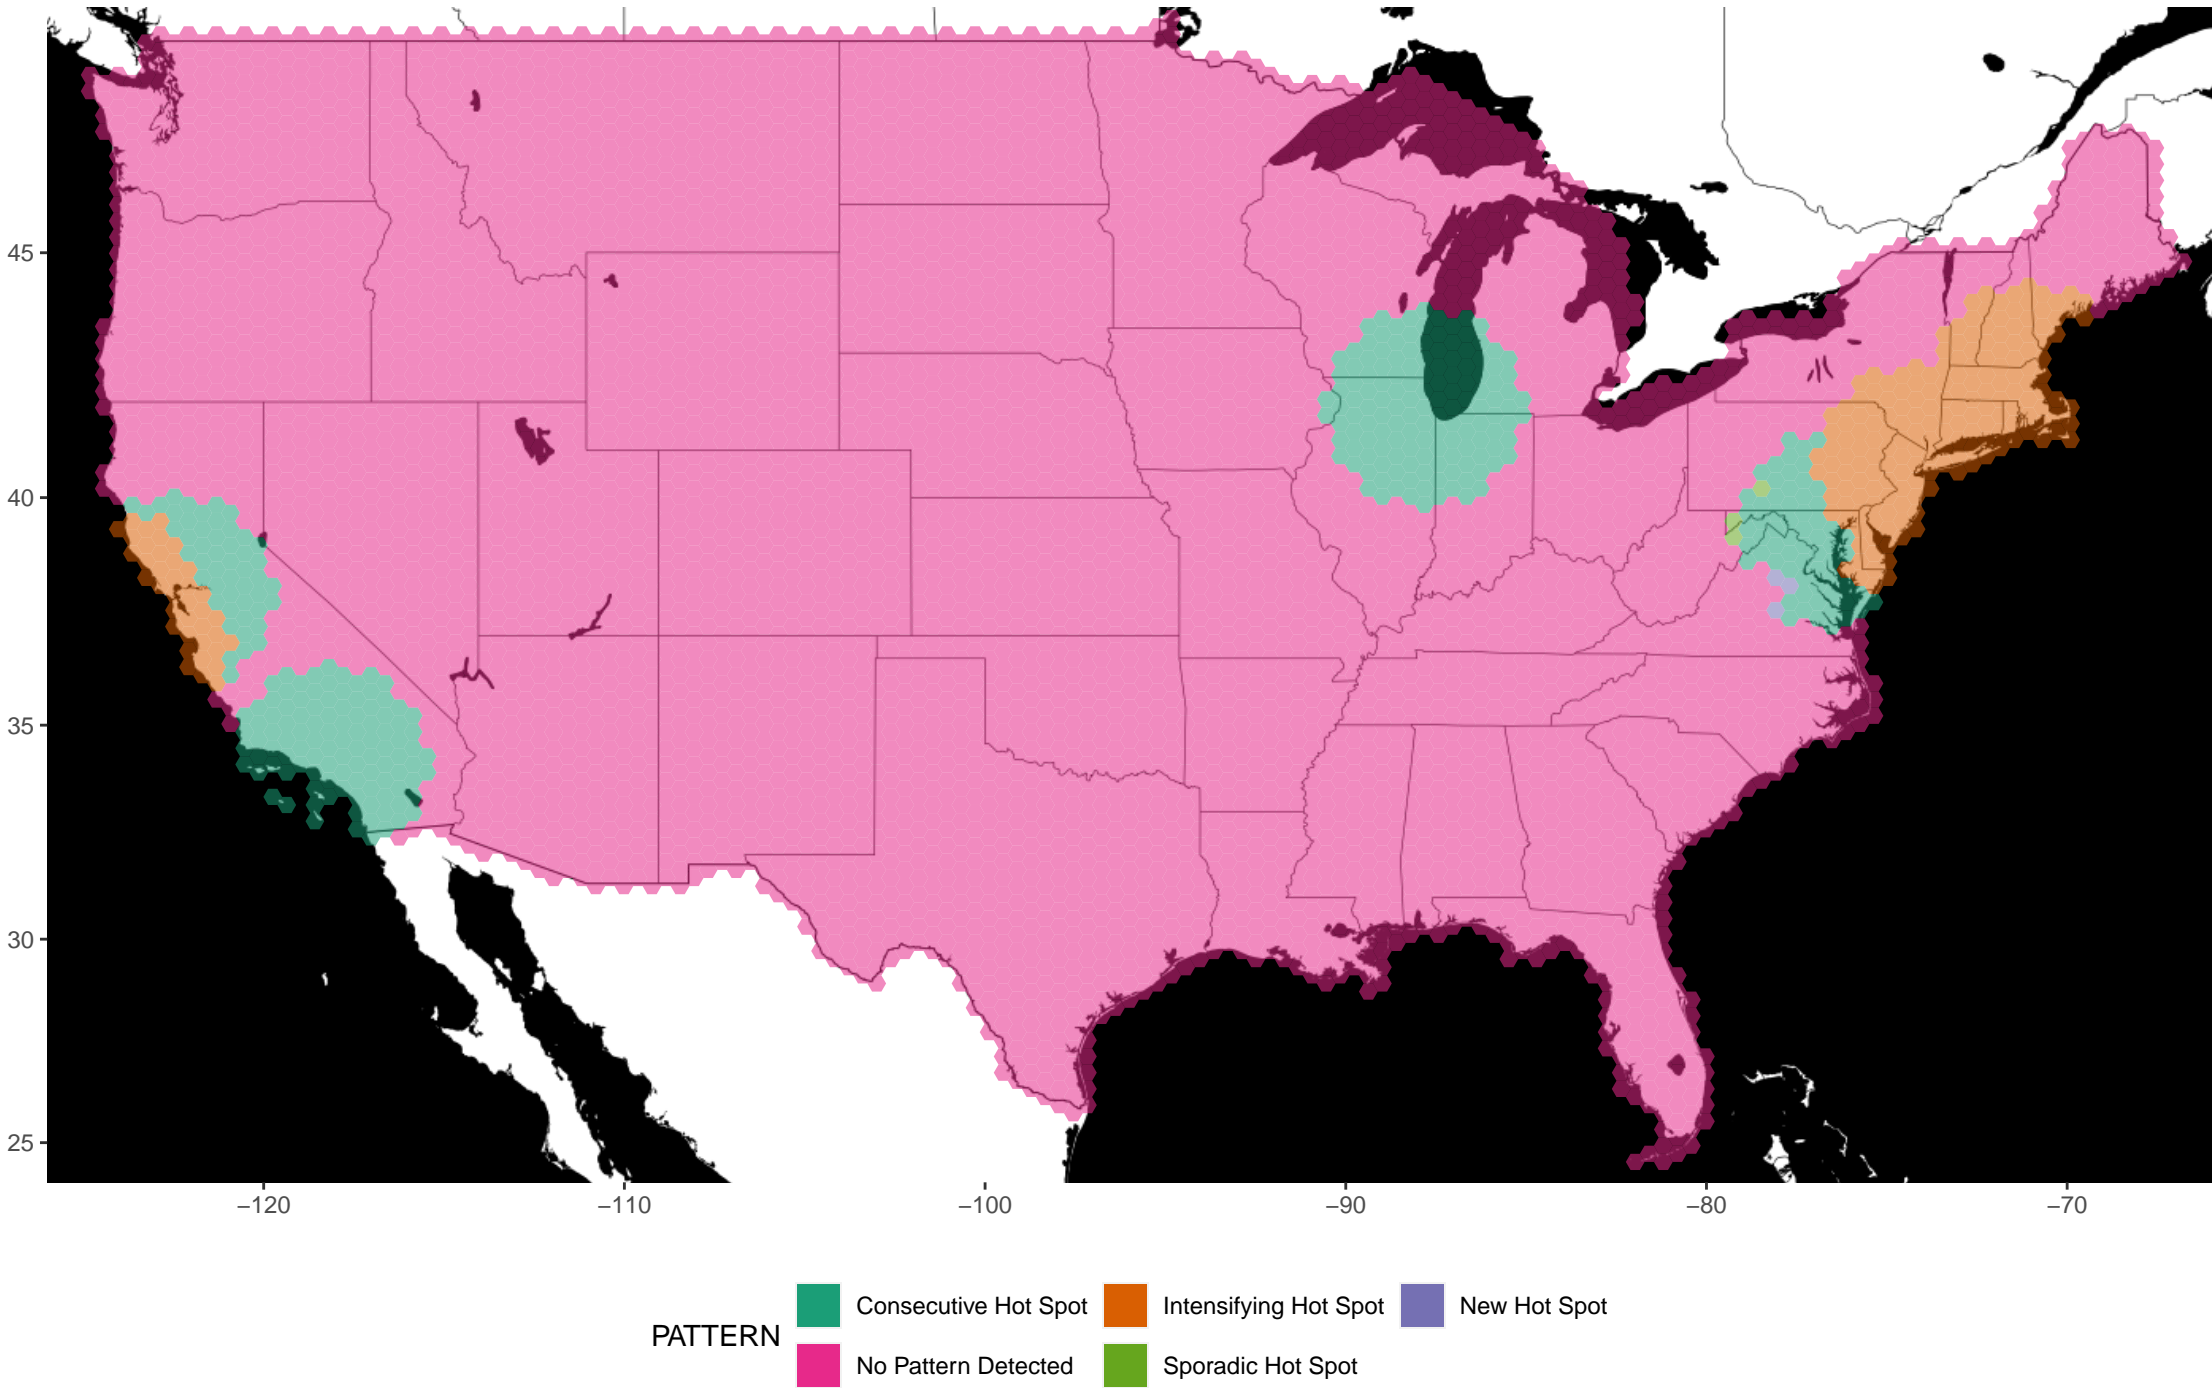 45
40
35
30
25
−120
−110
−100
−90
−80
−70
PATTERN
Consecutive Hot Spot
Intensifying Hot Spot
New Hot Spot
No Pattern Detected
Sporadic Hot Spot